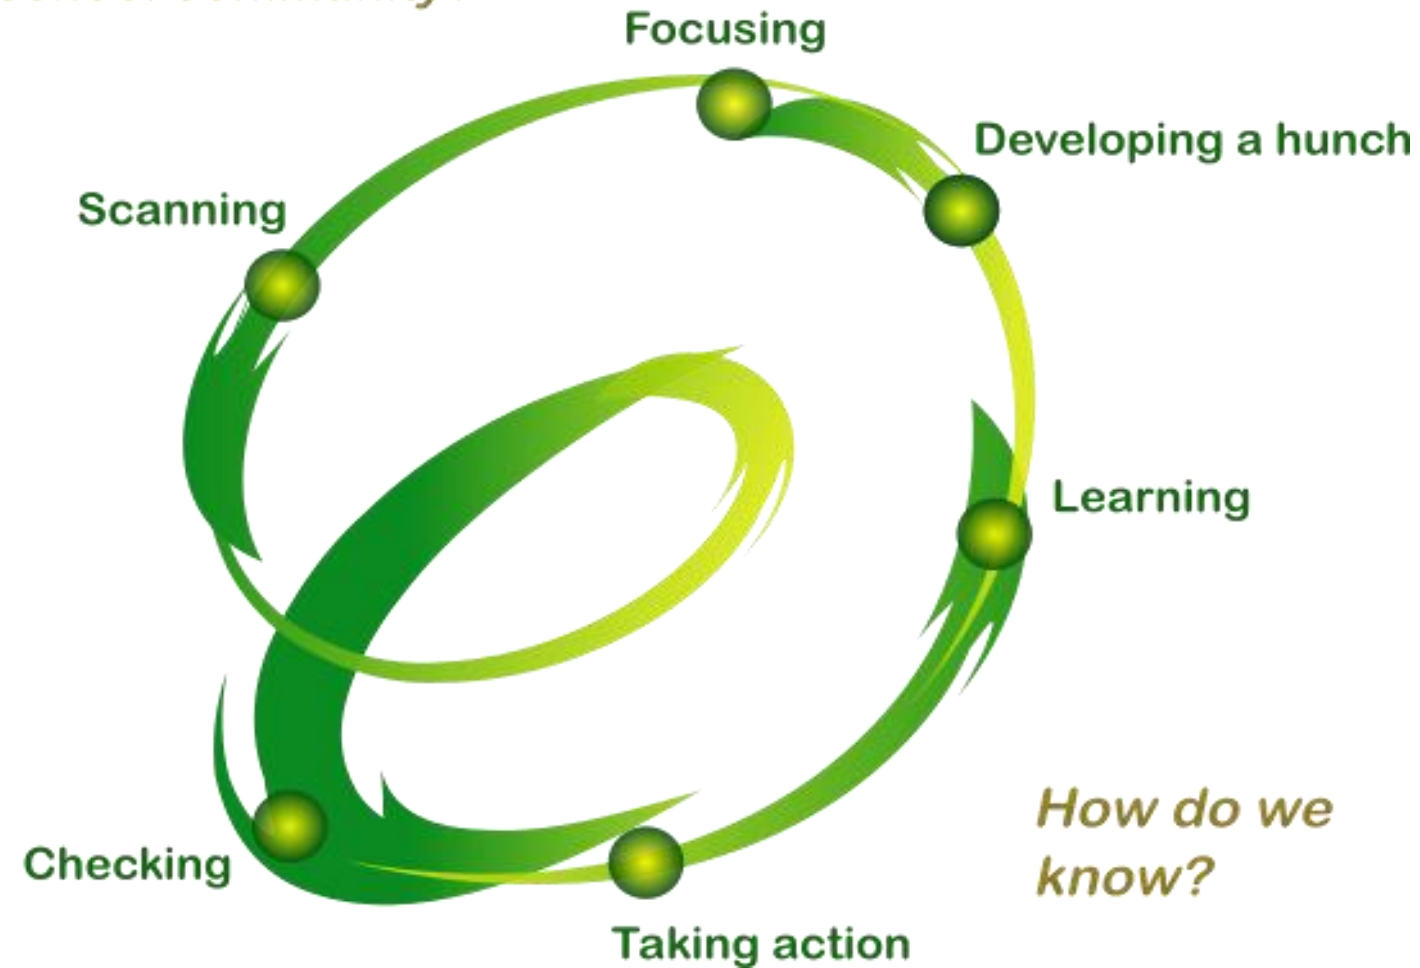 Focusing
Developing a hunch
Scanning
Learning
How do we
know?
Checking
Taking action